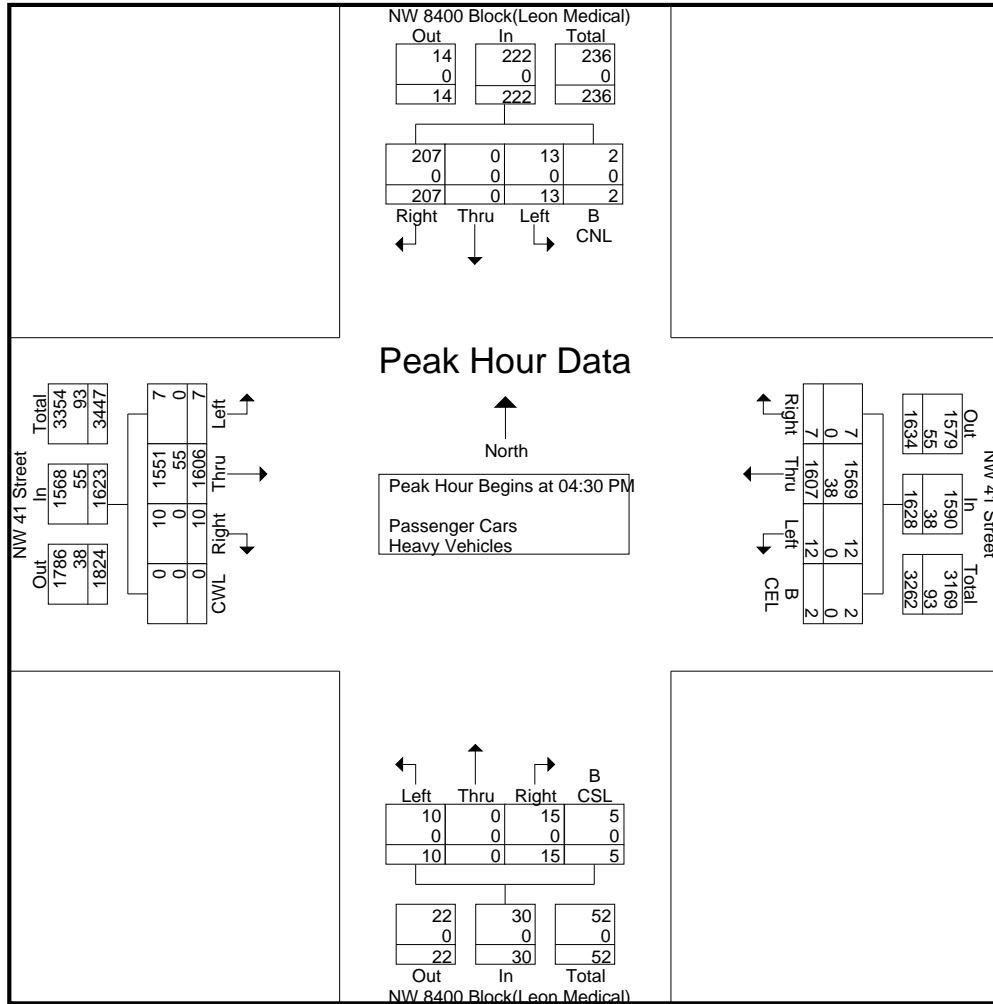 NW 8400 Block(Leon Medical)
Out In Total
14 222 236
0 0 0
14 222 236
207 0 13 2
0 0 0 0
207 0 13 2
Right Thru Left B
CNL
Peak Hour Data
North
Peak Hour Begins at 04:30 PM
Passenger Cars
Heavy Vehicles
NW 41 Street
Out In Total
1786 1568 3354
38 55 93
1824 1623 3447
0 10 1551 7
0 0 55 0
0 10 1606 7
CWL Right Thru Left
NW 41 Street
Out In Total
1579 1590 3169
55 38 93
1634 1628 3262
7 1569 12 2
0 38 0 0
7 1607 12 2
Right Thru Left B
CEL
B
Left Thru Right CSL
10 0 15 5
0 0 0 0
10 0 15 5
22 30 52
0 0 0
22 30 52
Out In Total
NW 8400 Block(Leon Medical)